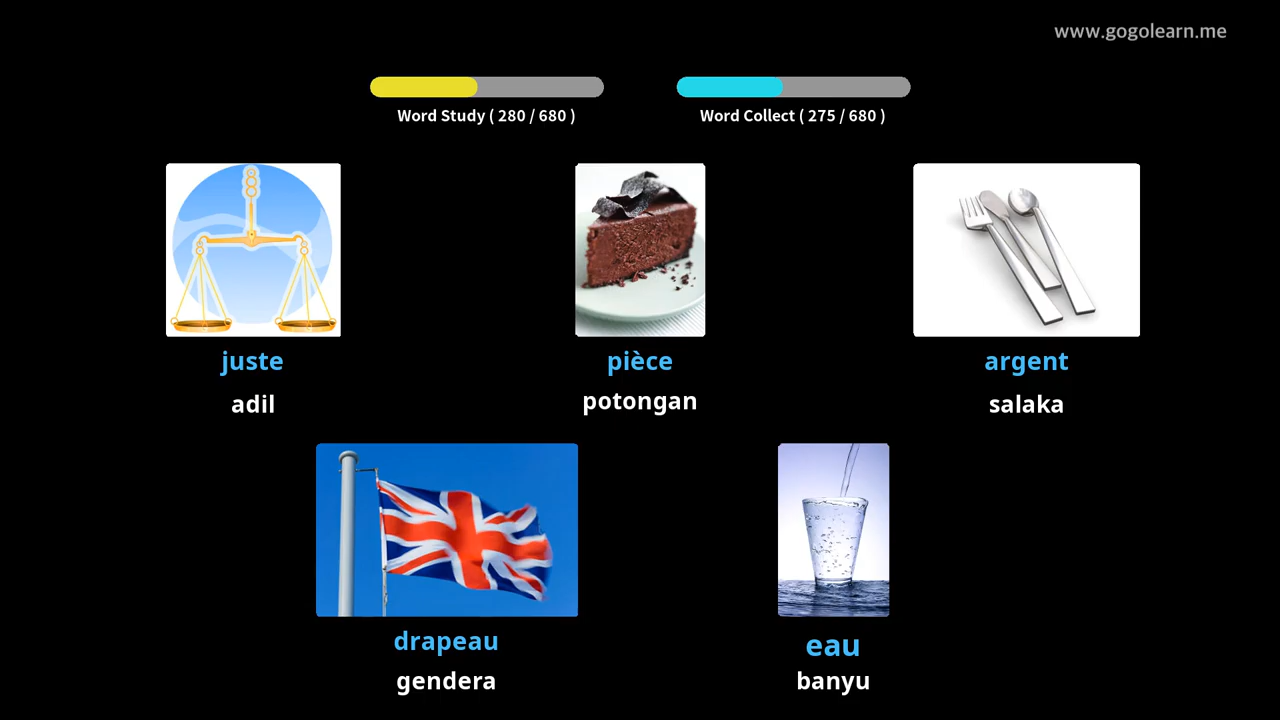 www.gogolearn.me
Word Study ( 280 / 680 )
Word Collect ( 275 / 680 )
juste
adil
pièce
potongan
argent
salaka
drapeau
gendera
eau
banyu